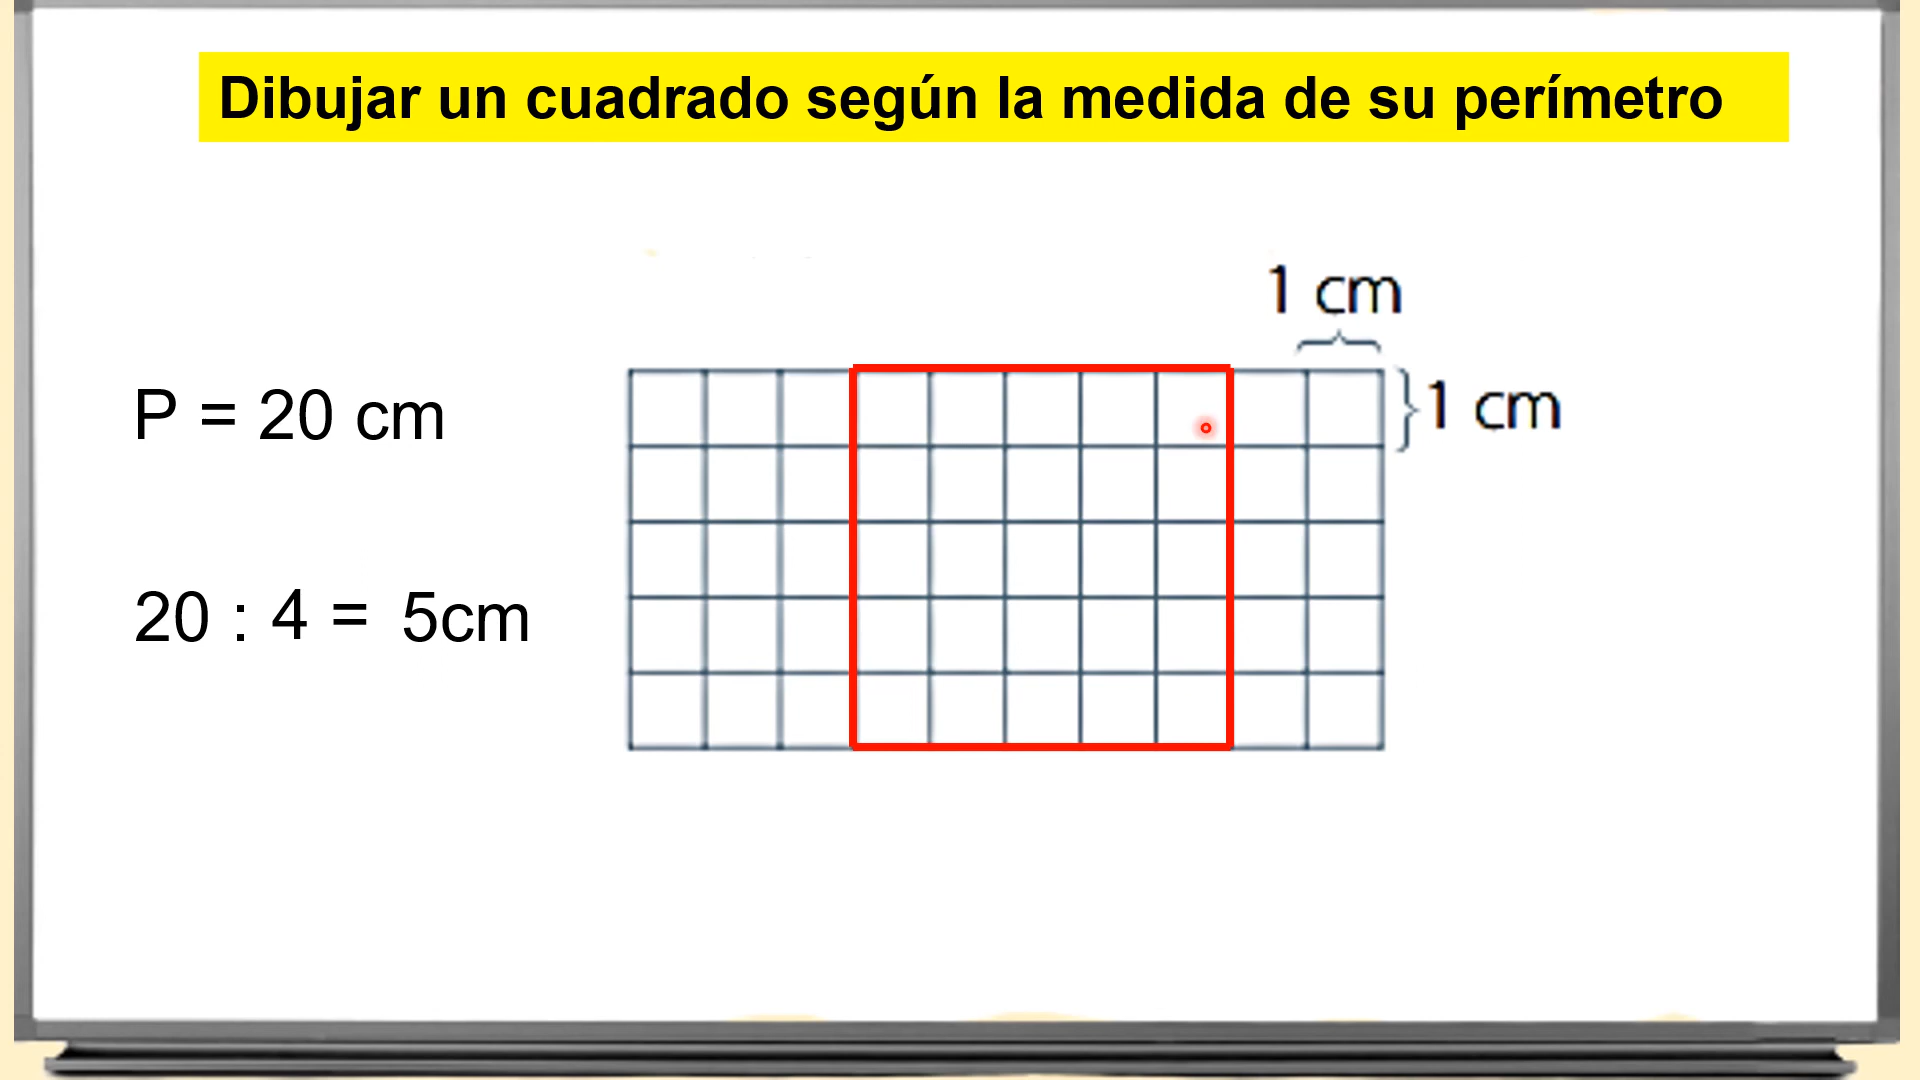 Dibujar un cuadrado según la medida de su perímetro
1 cm
P = 20 cm
1 cm
20 : 4 = 5cm